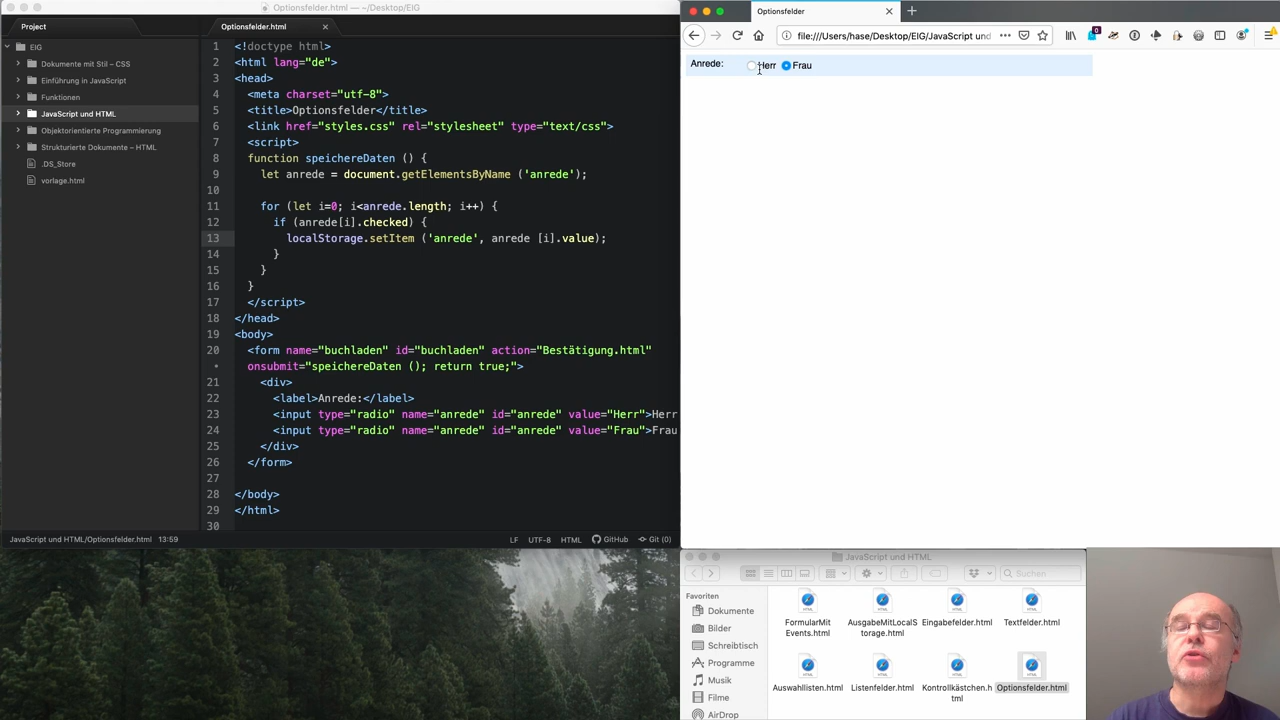 Optionsfelder.html — ~/Desktop/EIG
Project
EIG
Dokumente mit Stil – CSS
Einführung in JavaScript
Funktionen
JavaScript und HTML
Objektorientierte Programmierung
Strukturierte Dokumente – HTML
.DS_Store
vorlage.html
Optionsfelder.html
1 <!doctype html>
2 <html lang="de">
3 <head>
4 <meta charset="utf-8">
5 <title>Optionsfelder</title>
6 <link href="styles.css" rel="stylesheet" type="text/css">
7 <script>
8 function speichereDaten () {
9 let anrede = document.getElementsByName ('anrede');
10
11 for (let i=0; i<anrede.length; i++) {
12 if (anrede[i].checked) {
13 localStorage.setItem ('anrede', anrede [i].value);
14 }
15 }
16 }
17 </script>
18 </head>
19 <body>
20 <form name="buchladen" id="buchladen" action="Bestätigung.html"
• onsubmit="speichereDaten (); return true;">
21 <div>
22 <label>Anrede:</label>
23 <input type="radio" name="anrede" id="anrede" value="Herr">Herr
24 <input type="radio" name="anrede" id="anrede" value="Frau">Frau
25 </div>
26 </form>
27
28 </body>
29 </html>
30
JavaScript und HTML/Optionsfelder.html 13:59
LF UTF-8 HTML GitHub Git (0)
Optionsfelder
file:///Users/hase/Desktop/EIG/JavaScript und
0
Anrede: Herr Frau
JavaScript und HTML
Suchen
Favoriten
Dokumente
Bilder
Schreibtisch
Programme
Musik
Filme
AirDrop
FormularMit
Events.html
AusgabeMitLocalS
torage.html
Eingabefelder.html
Textfelder.html
Auswahllisten.html
Listenfelder.html
Kontrollkästchen.h
tml
Optionsfelder.html